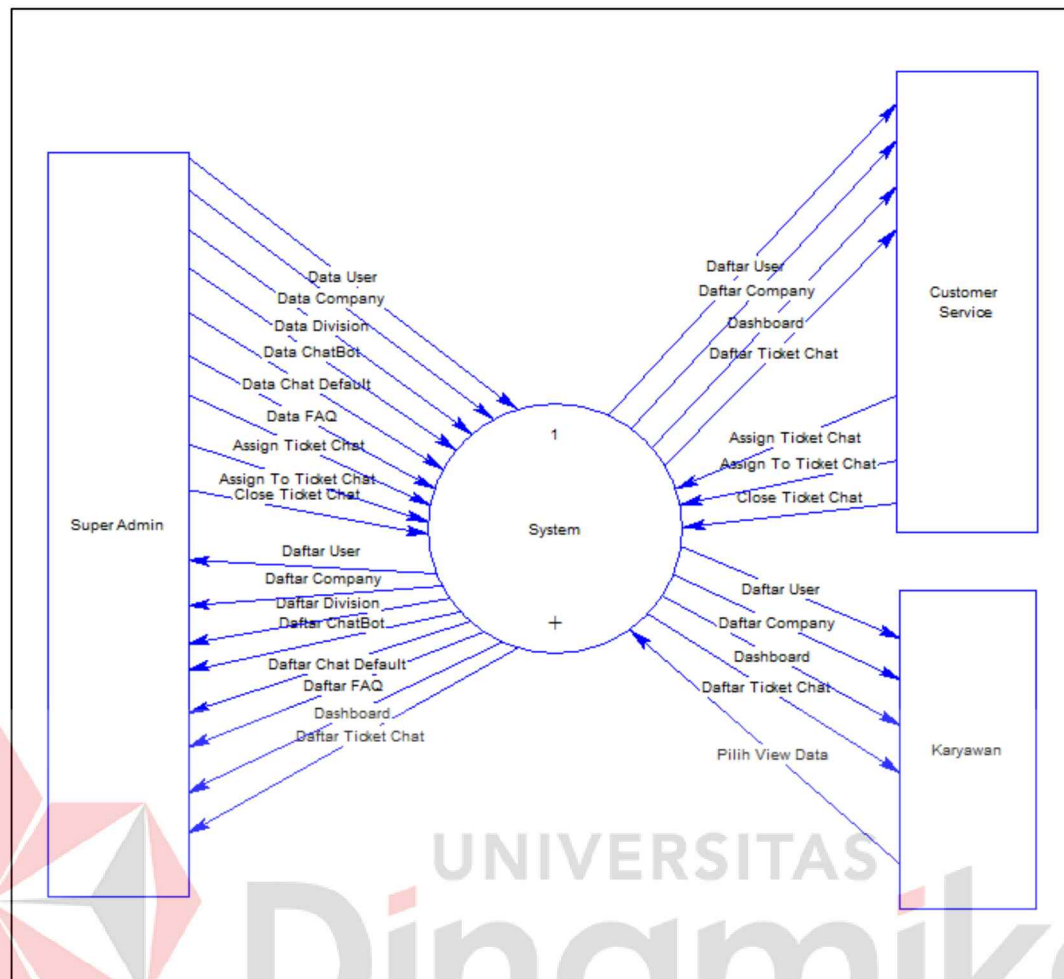 Super Admin
Data User
Data Company
Data Division
Data ChatBot
Data Chat Default
Data FAQ
Assign Ticket Chat
Assign To Ticket Chat
Close Ticket Chat
Daftar User
Daftar Company
Daftar Division
Daftar ChatBot
Daftar Chat Default
Daftar FAQ
Dashboard
Daftar Ticket Chat
1
System
+
Daftar User
Daftar Company
Dashboard
Daftar Ticket Chat
Customer
Service
Assign Ticket Chat
Assign To Ticket Chat
Close Ticket Chat
Daftar User
Daftar Company
Dashboard
Daftar Ticket Chat
Pilih View Data
Karyawan
UNIVERSITAS
Dinamika